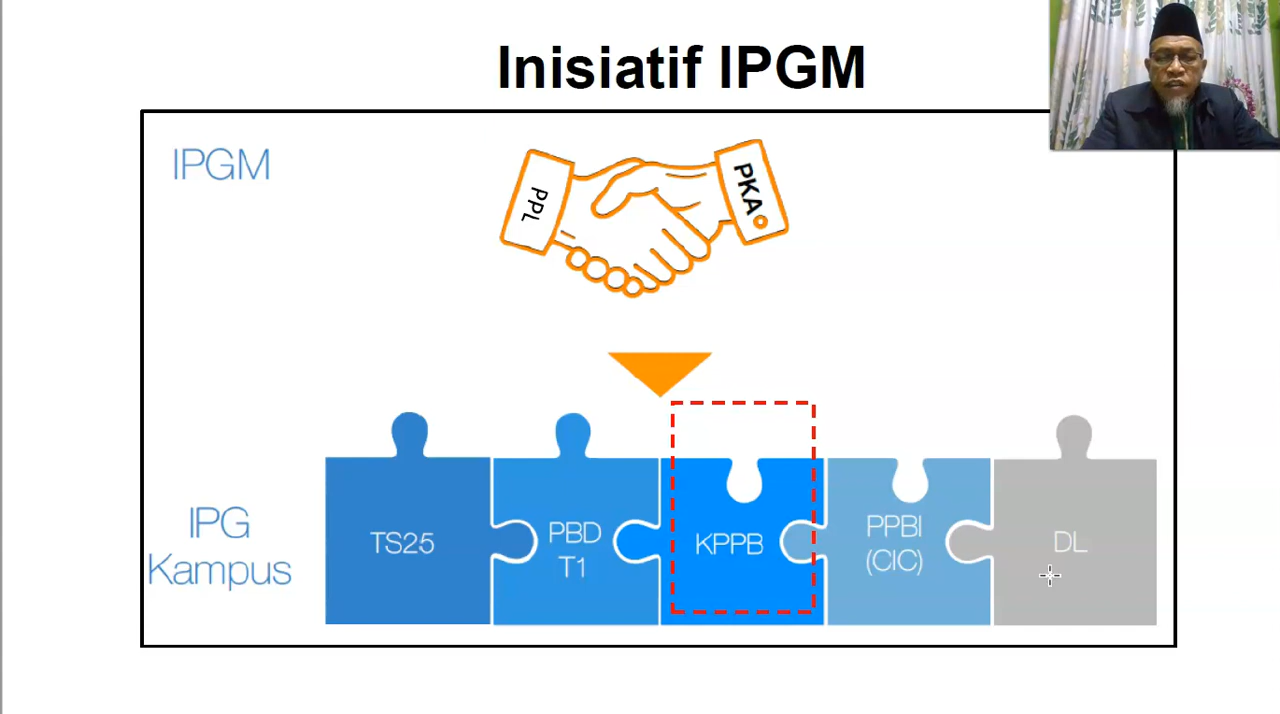 Inisiatif IPGM
IPGM
PPL
PKA
IPG
Kampus
TS25
PBD
T1
KPPB
PPBI
(CIC)
DL